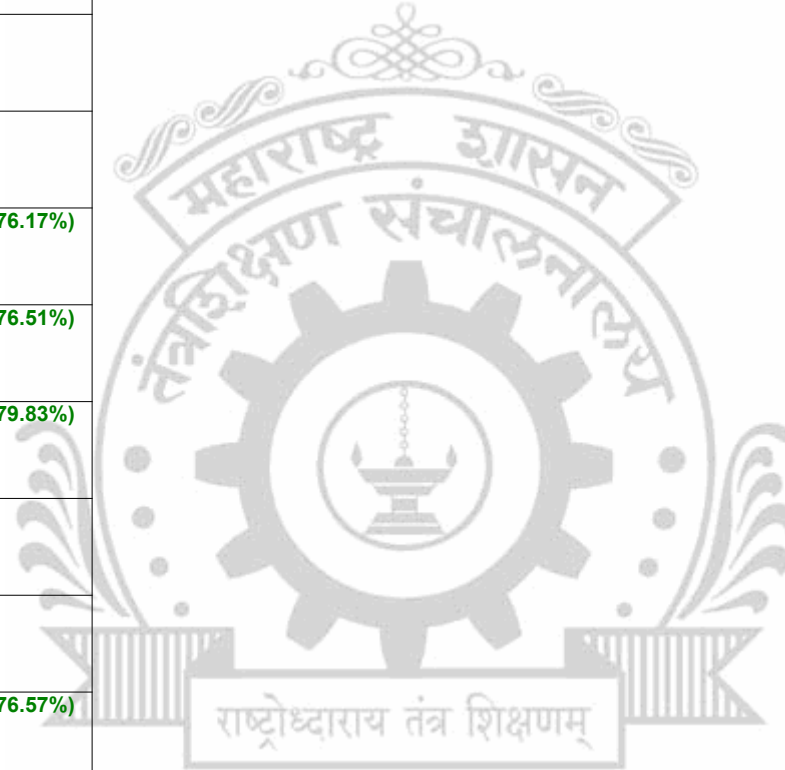 महाराष्ट्र शासन
तंत्रशिक्षण संचालनालय
76.17%)
76.51%)
79.83%)
76.57%)
राष्ट्रोध्दाराय तंत्र शिक्षणम्